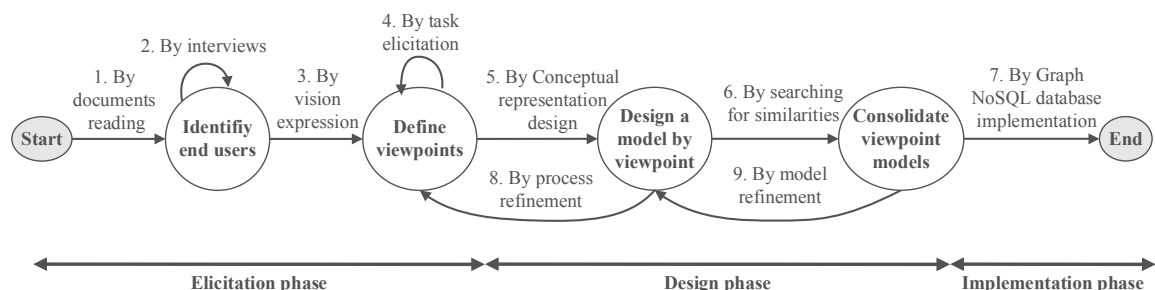 4. By task
elicitation
2. By interviews
1. By
documents
reading
3. By
vision
expression
5. By Conceptual
representation
design
6. By searching
for similarities
7. By Graph
NoSQL database
implementation
Start
Identifiy
end users
Define
viewpoints
Design a
model by
viewpoint
Consolidate
viewpoint
models
End
8. By process
refinement
9. By model
refinement
Elicitation phase
Design phase
Implementation phase